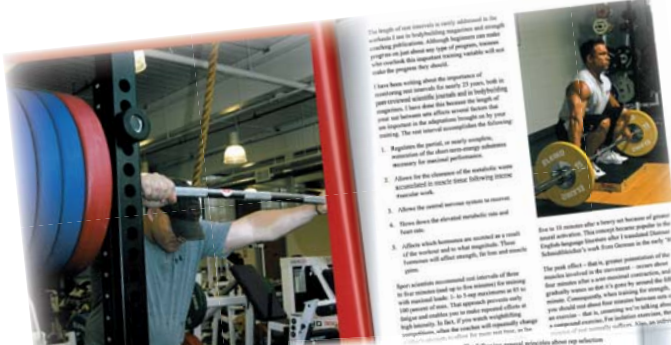 The length of rest intervals is rarely addressed in the
workouts I see in bodybuilding magazines and strength
coaching publications. Although beginners can make
progress on just about any type of program, trainees
who overlook this important training variable will not
make the progress they should.
I have been writing about the importance of
monitoring rest intervals for nearly 25 years, both in
peer-reviewed scientific journals and in bodybuilding
magazines. I have done this because the length of
your rest between sets affects several factors that
are important in the adaptations brought on by your
training. The rest interval accomplishes the following:
1. Regulates the partial, or nearly complete,
restoration of the short-term-energy substrates
necessary for maximal performance.
2. Allows for the clearance of the metabolic waste
accumulated in muscle tissue following intense
muscular work.
3. Allows the central nervous system to recover.
4. Slows down the elevated metabolic rate and
heart rate.
5. Affects which hormones are secreted as a result
of the workout and to what magnitude. These
hormones will affect strength, fat loss and muscle
gains.
Sport scientists recommend rest intervals of three
to five minutes (and up to five minutes) for training
with maximal loads: 1- to 5-rep maximums at 85 to
100 percent of max. That approach prevents early
fatigue and enables you to make repeated efforts at
high intensity. In fact, if you watch weightlifting
competitions, when the coaches will repeatedly change
five to 10 minutes after a heavy set because of greater
neural activation. This concept became popular in the
English-language literature after I translated Dietmar
Schmidtbleicher's work from German in the early
The peak effect – that is, greater potentiation of the
muscles involved in the movement – occurs about
four minutes after a near-maximal contraction,
gradually wanes so that it's gone by around
minutes. Consequently when training for strength,
you should rest about four minutes between sets of
an exercise – that is, assuming we're talking about
a compound exercise. For isolation exercises,
general principles about rep selection
ELEIKO
ELEIKO